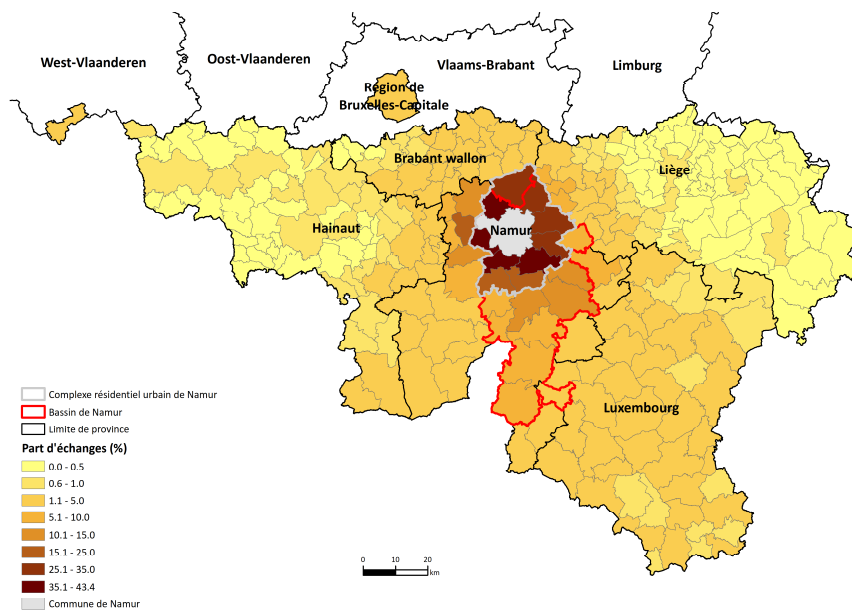 West-Vlaanderen
Oost-Vlaanderen
Vlaams-Brabant
Limburg
Région de
Bruxelles-Capitale
Brabant wallon
Liège
Hainaut
Namur
Luxembourg
Complexe résidentiel urbain de Namur
Bassin de Namur
Limite de province
Part d'échanges (%)
0.0 - 0.5
0.6 - 1.0
1.1 - 5.0
5.1 - 10.0
10.1 - 15.0
15.1 - 25.0
25.1 - 35.0
35.1 - 43.4
Commune de Namur
0 10 20
km